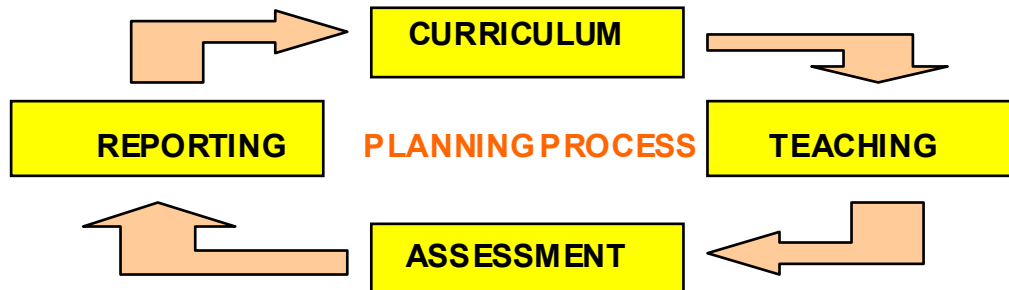 CURRICULUM
REPORTING
PLANNING PROCESS
TEACHING
ASSESSMENT